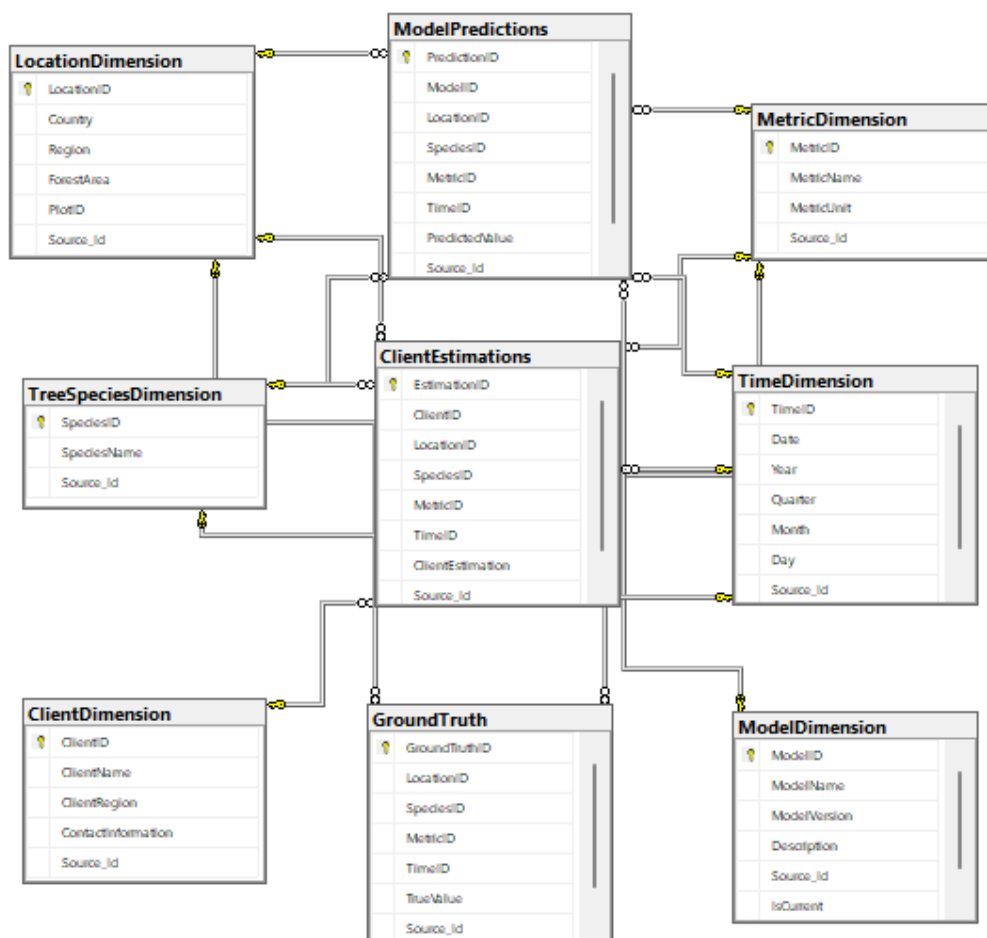 ModelPredictions
PredictionID
ModelID
LocationID
SpeciesID
MetricID
TimeID
PredictedValue
Source_Id
LocationDimension
LocationID
Country
Region
ForestArea
PlotID
Source_Id
MetricDimension
MetricID
MetricName
MetricUnit
Source_Id
ClientEstimations
EstimationID
ClientID
LocationID
SpeciesID
MetricID
TimeID
ClientEstimation
Source_Id
TreeSpeciesDimension
SpeciesID
SpeciesName
Source_Id
TimeDimension
TimeID
Date
Year
Quarter
Month
Day
Source_Id
ClientDimension
ClientID
ClientName
ClientRegion
ContactInformation
Source_Id
GroundTruth
GroundTruthID
LocationID
SpeciesID
MetricID
TimeID
TrueValue
Source_Id
ModelDimension
ModelID
ModelName
ModelVersion
Description
Source_Id
IsCurrent